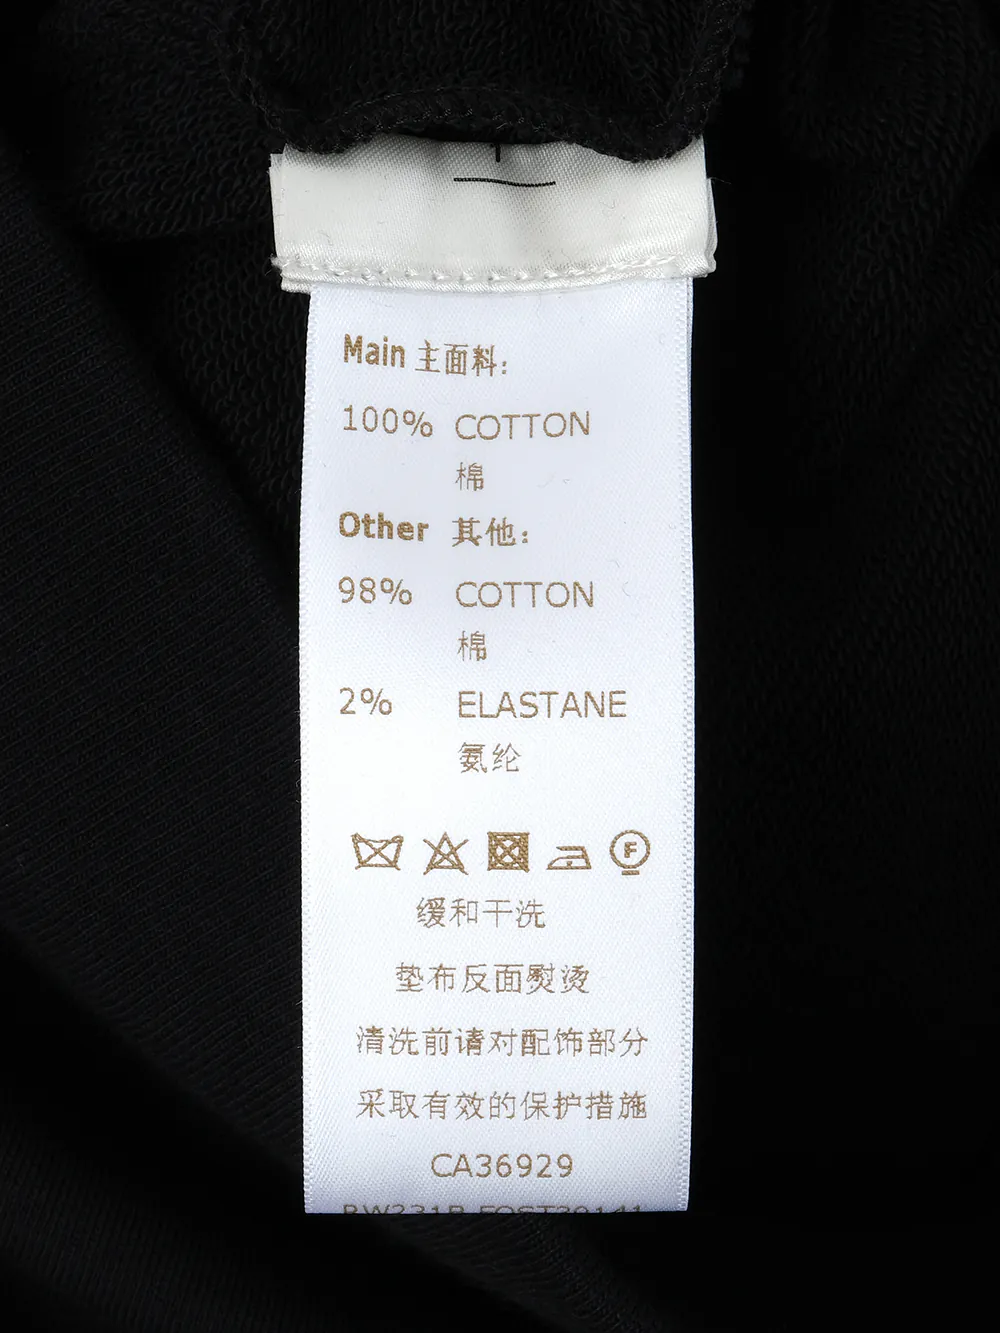 Main 主面料:
100% COTTON
棉
Other 其他:
98% COTTON
棉
2% ELASTANE
氨纶
F
缓和干洗
垫布反面熨烫
清洗前请对配饰部分
采取有效的保护措施
CA36929